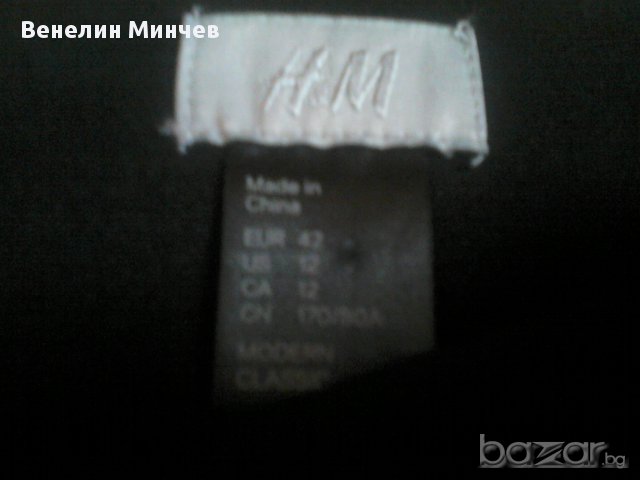 Венелин Минчев
H&M
Made in
China
EUR 42
US 12
CA 12
CN 170/90A
MODERN
CLASSIC
bazar.bg